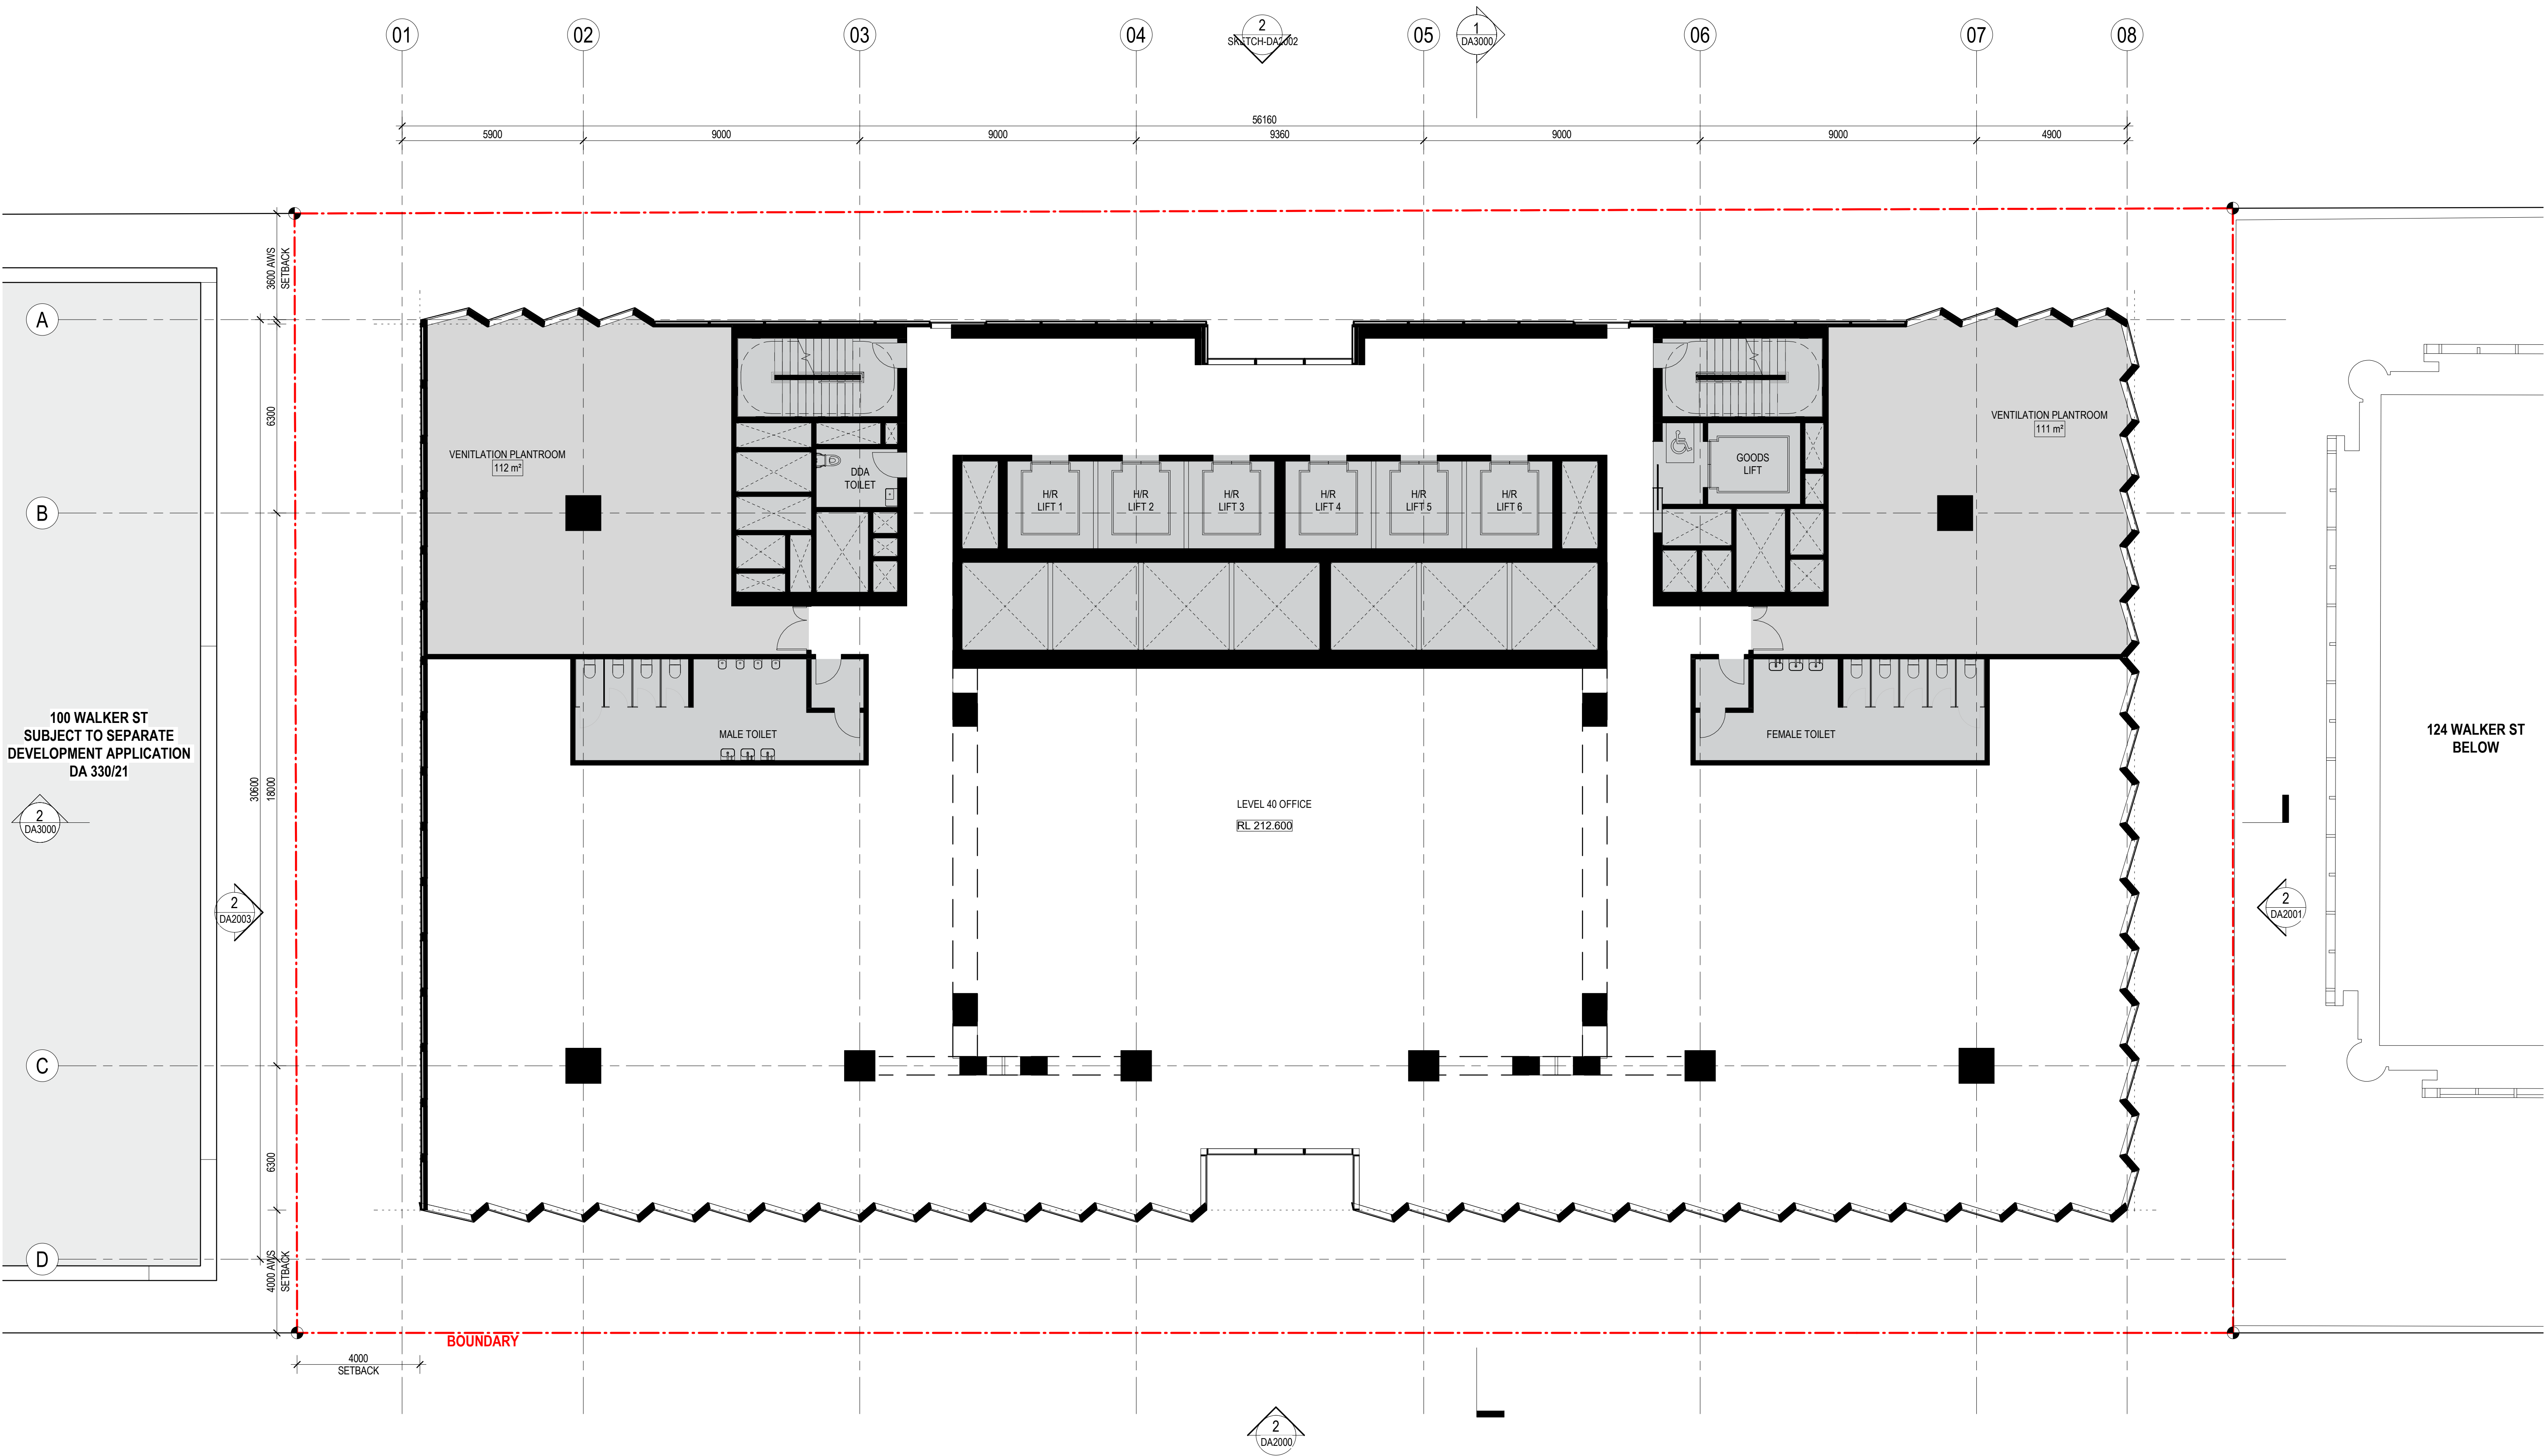 01
02
03
04
2
SKETCH-DA2002
05
1
DA3000
06
07
08
56160
5900
9000
9000
9360
9000
9000
4900
3600 AWS
SETBACK
A
6300
VENITLATION PLANTROOM
112 m²
VENTILATION PLANTROOM
111 m²
DDA
TOILET
GOODS
LIFT
B
H/R
LIFT 1
H/R
LIFT 2
H/R
LIFT 3
H/R
LIFT 4
H/R
LIFT 5
H/R
LIFT 6
100 WALKER ST
SUBJECT TO SEPARATE
DEVELOPMENT APPLICATION
DA 330/21
MALE TOILET
FEMALE TOILET
124 WALKER ST
BELOW
30600
18000
LEVEL 40 OFFICE
RL 212.600
2
DA3000
2
DA2003
2
DA2001
C
6300
D
4000 AWS
SETBACK
BOUNDARY
4000
SETBACK
2
DA2000